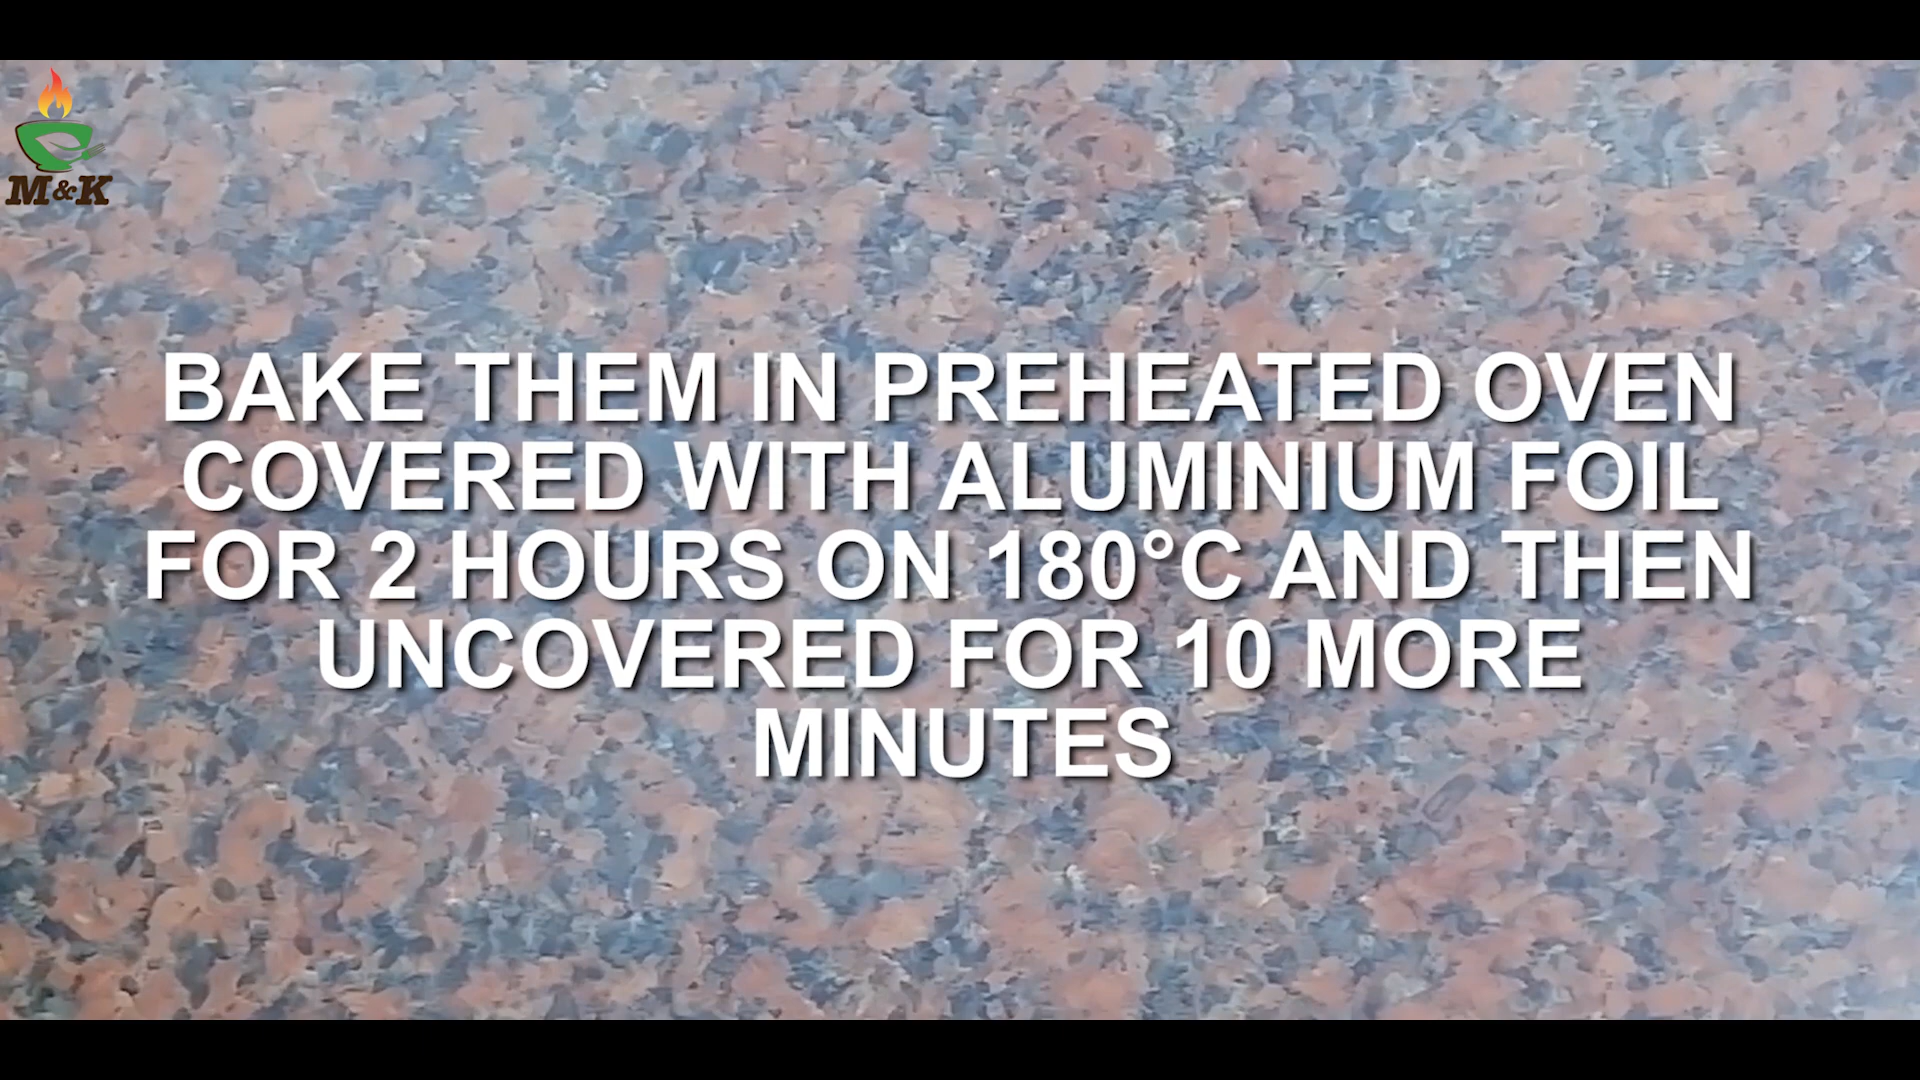 M&K
BAKE THEM IN PREHEATED OVEN
COVERED WITH ALUMINIUM FOIL
FOR 2 HOURS ON 180°C AND THEN
UNCOVERED FOR 10 MORE
MINUTES